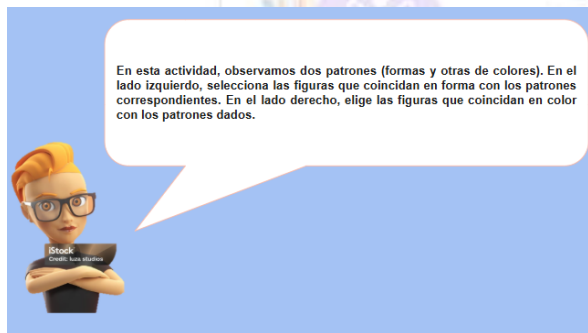 En esta actividad, observamos dos patrones (formas y otras de colores). En el
lado izquierdo, selecciona las figuras que coincidan en forma con los patrones
correspondientes. En el lado derecho, elige las figuras que coincidan en color
con los patrones dados.
iStock
Credit: luza studios